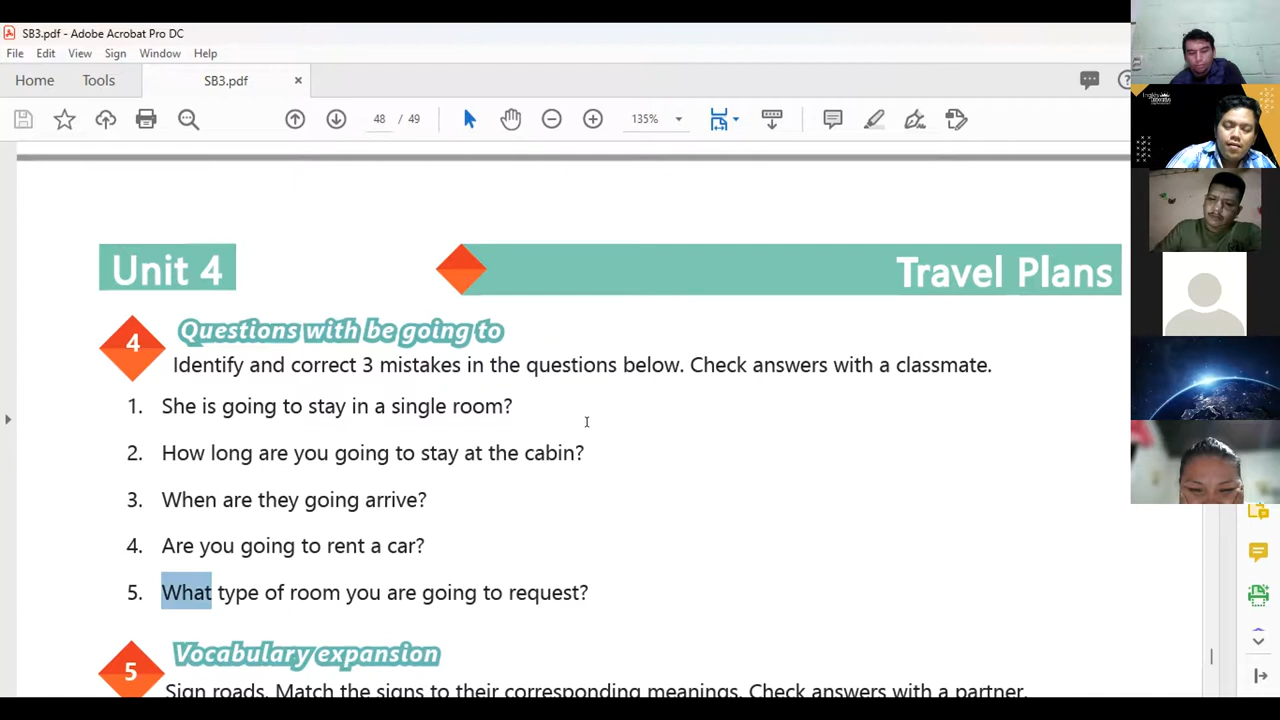 SB3.pdf - Adobe Acrobat Pro DC
File Edit View Sign Window Help
Home Tools SB3.pdf
48 / 49 135%
Unit 4 Travel Plans
4 Questions with be going to
Identify and correct 3 mistakes in the questions below. Check answers with a classmate.
1. She is going to stay in a single room?
2. How long are you going to stay at the cabin?
3. When are they going arrive?
4. Are you going to rent a car?
5. What type of room you are going to request?
5 Vocabulary expansion
Sign roads. Match the signs to their corresponding meanings. Check answers with a partner.